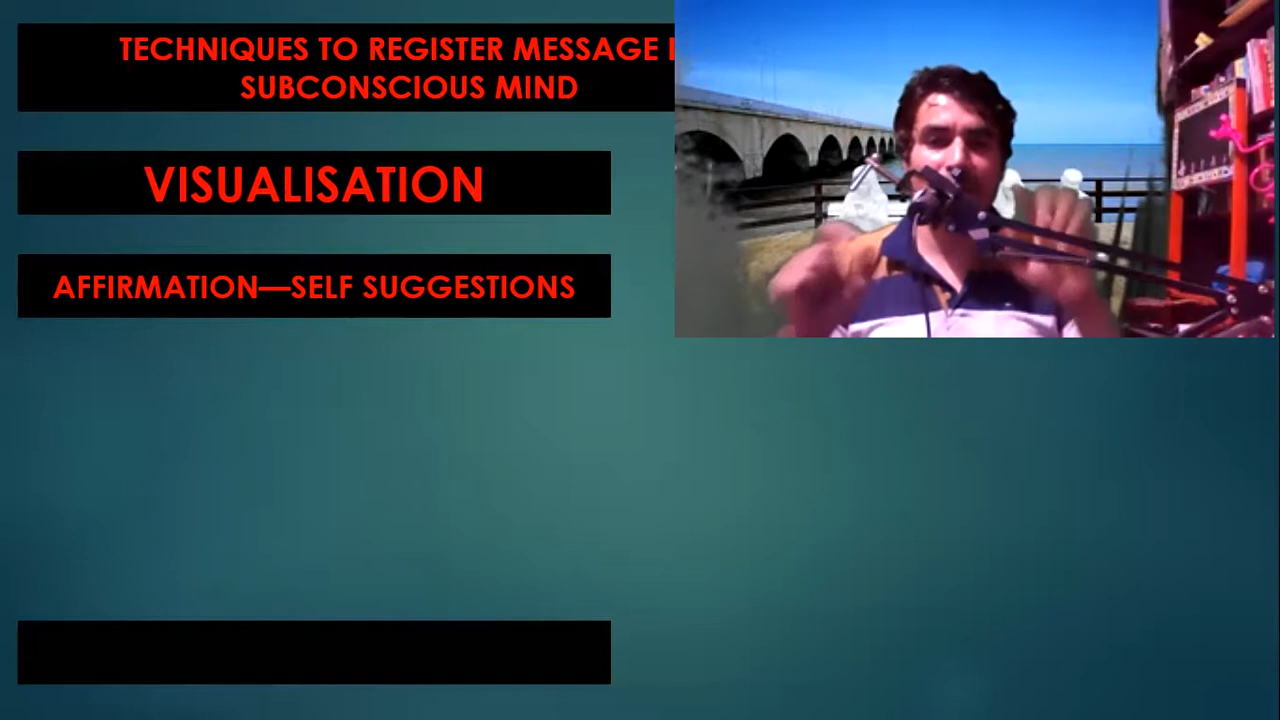 TECHNIQUES TO REGISTER MESSAGE
SUBCONSCIOUS MIND
VISUALISATION
AFFIRMATION—SELF SUGGESTIONS